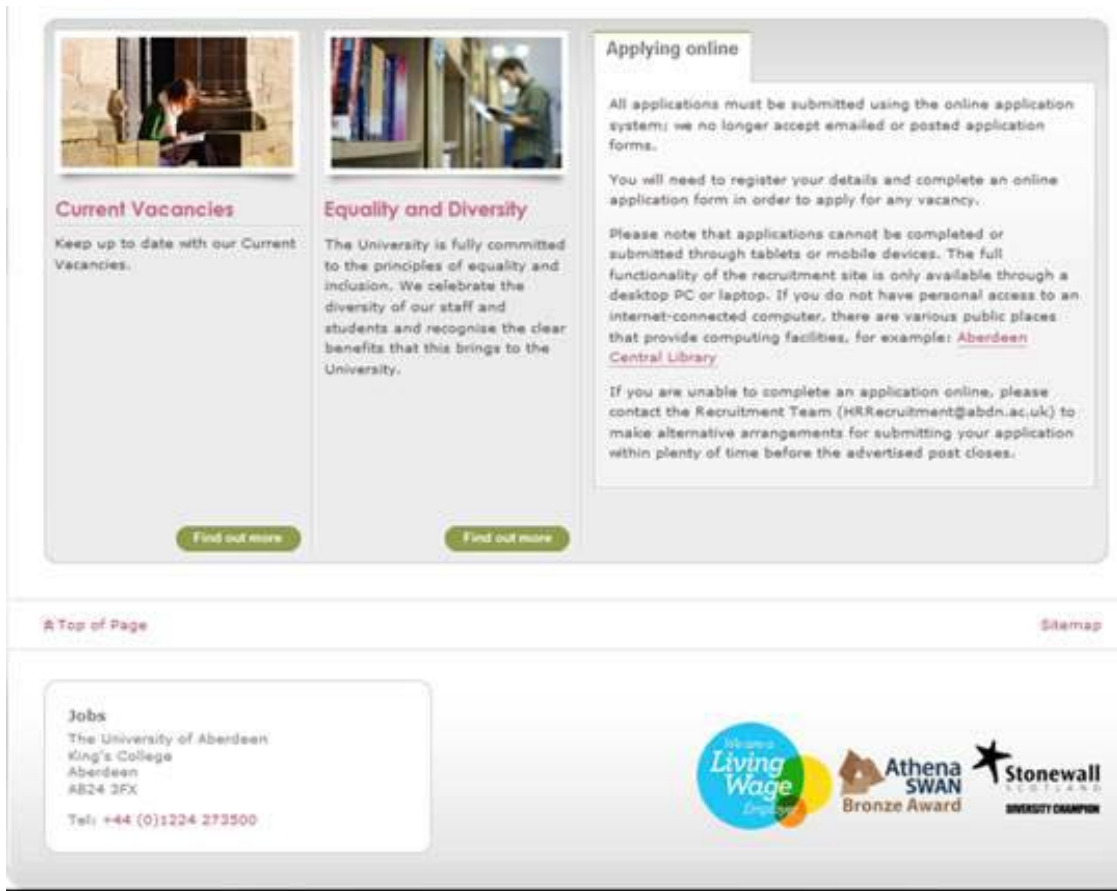 Current Vacancies
Keep up to date with our Current
Vacancies.
Find out more
Equality and Diversity
The University is fully committed
to the principles of equality and
inclusion. We celebrate the
diversity of our staff and
students and recognise the clear
benefits that this brings to the
University.
Find out more
Applying online
All applications must be submitted using the online application
system; we no longer accept emailed or posted application
forms.
You will need to register your details and complete an online
application form in order to apply for any vacancy.
Please note that applications cannot be completed or
submitted through tablets or mobile devices. The full
functionality of the recruitment site is only available through a
desktop PC or laptop. If you do not have personal access to an
internet-connected computer, there are various public places
that provide computing facilities, for example: Aberdeen
Central Library
If you are unable to complete an application online, please
contact the Recruitment Team (HRRecruitment@abdn.ac.uk) to
make alternative arrangements for submitting your application
within plenty of time before the advertised post closes.
Top of Page
Sitemap
Jobs
The University of Aberdeen
King's College
Aberdeen
AB24 3FX
Tel: +44 (0)1224 273500
We are a
Living
Wage
Employer
Athena
SWAN
Bronze Award
Stonewall
SCOTLAND
DIVERSITY CHAMPION